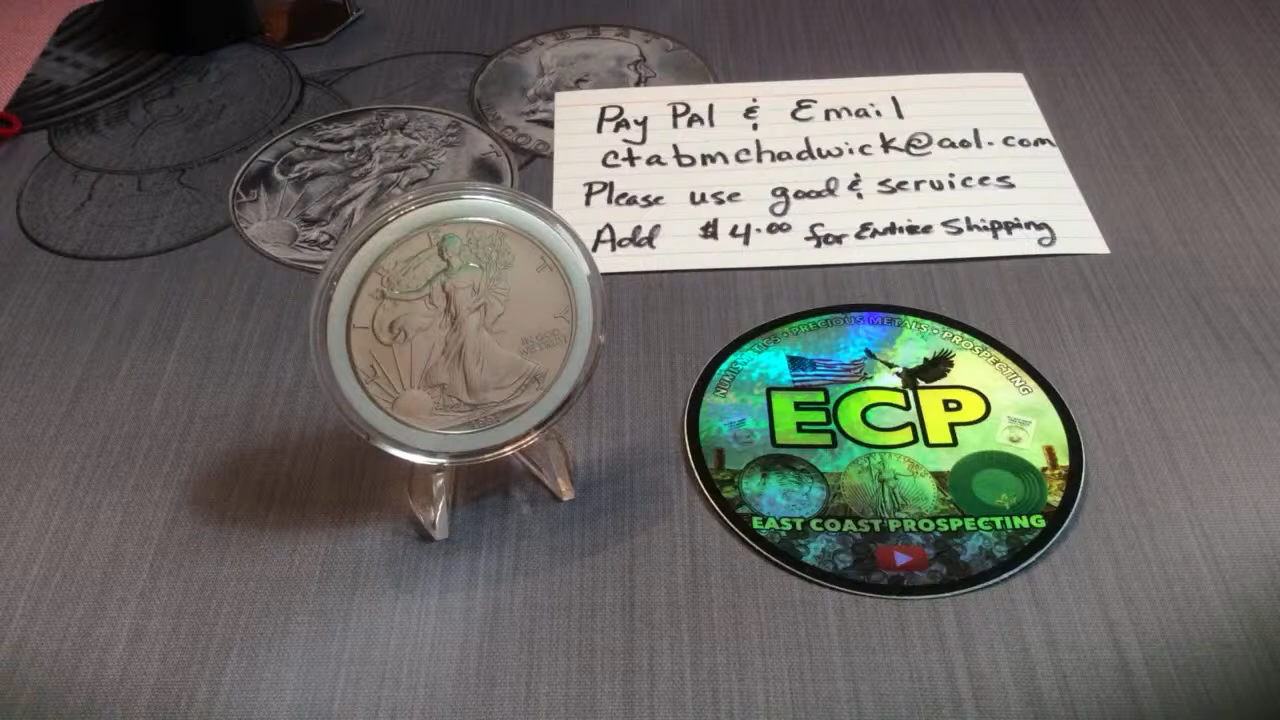 PAY PAl & Email
ctabmchadwick@aol.com
Please use good & services
Add $4.00 for Entire Shipping
LIBERTY
IN GOD
WE TRUST
NUMISMATICS • PRECIOUS METALS • PROSPECTING
ECP
EAST COAST PROSPECTING